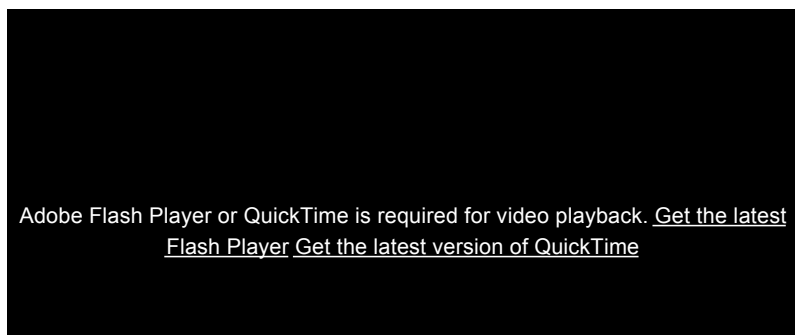 Adobe Flash Player or QuickTime is required for video playback. Get the latest
Flash Player Get the latest version of QuickTime